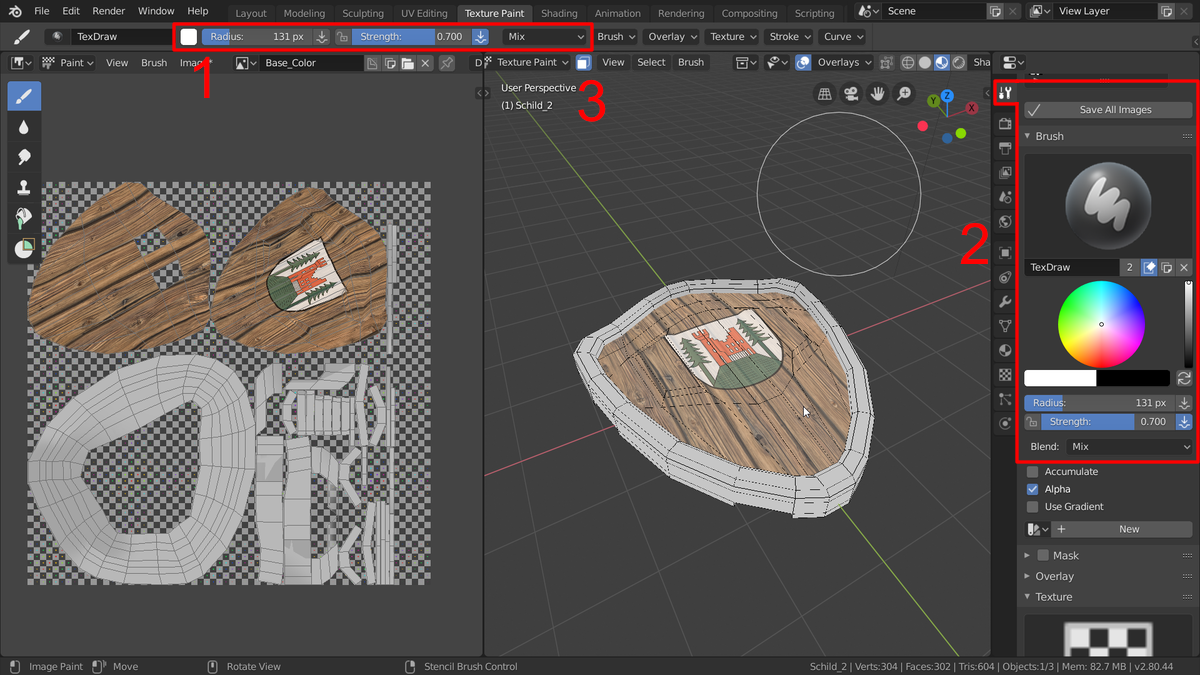 File Edit Render Window Help Layout Modeling Sculpting UV Editing Texture Paint Shading Animation Rendering Compositing Scripting Scene View Layer
TexDraw Radius: 131 px Strength: 0.700 Mix Brush Overlay Texture Stroke Curve
Paint View Brush Base_Color Texture Paint View Select Brush Overlays Sha
1
3
User Perspective
(1) Schild_2
Y Z X
2
Save All Images
Brush
TexDraw 2
Radius: 131 px
Strength: 0.700
Blend: Mix
Accumulate
Alpha
Use Gradient
New
Mask
Overlay
Texture
Image Paint Move Rotate View Stencil Brush Control Schild_2 | Verts:304 | Faces:302 | Tris:604 | Objects:1/3 | Mem: 82.7 MB | v2.80.44